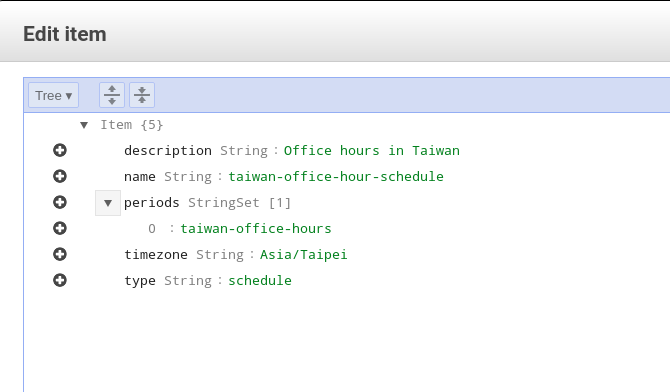 Edit item
Tree ▾
Item {5}
description String : Office hours in Taiwan
name String : taiwan-office-hour-schedule
periods StringSet [1]
0 : taiwan-office-hours
timezone String : Asia/Taipei
type String : schedule